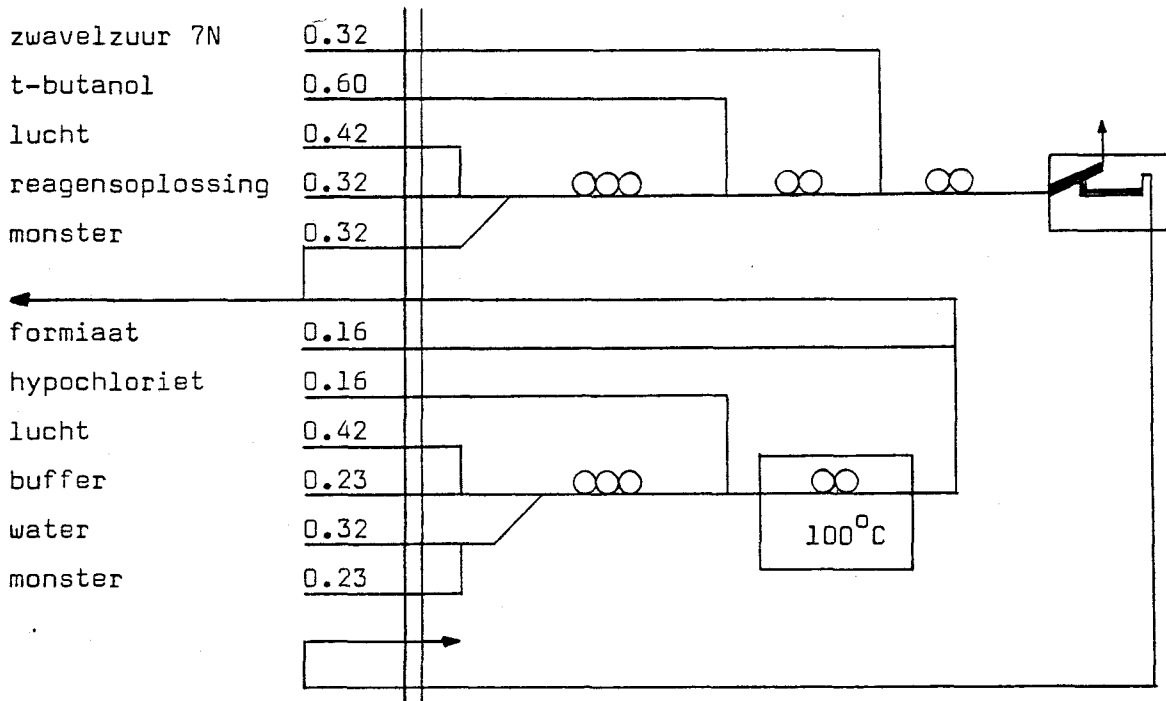 zwavelzuur 7N 0.32
t-butanol 0.60
lucht 0.42
reagensoplossing 0.32
monster 0.32
formiaat 0.16
hypochloriet 0.16
lucht 0.42
buffer 0.23
water 0.32
monster 0.23
100°C